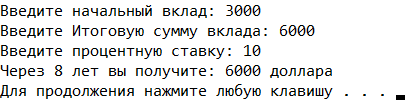 Введите начальный вклад: 3000
Введите Итоговую сумму вклада: 6000
Введите процентную ставку: 10
Через 8 лет вы получите: 6000 доллара
Для продолжения нажмите любую клавишу . . .